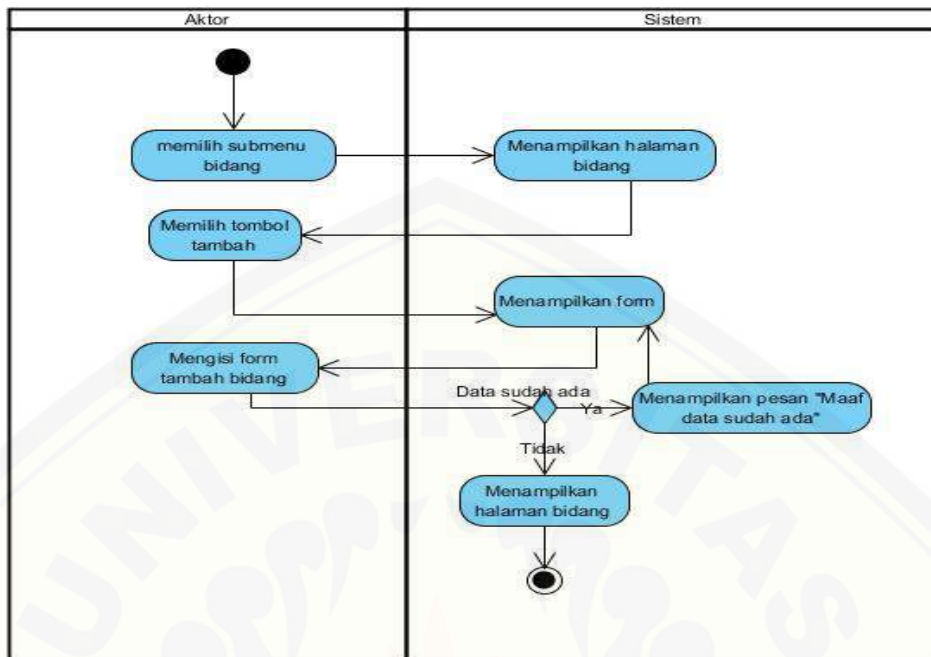 Aktor
Sistem
memilih submenu
bidang
Menampilkan halaman
bidang
Memilih tombol
tambah
Menampilkan form
Mengisi form
tambah bidang
Data sudah ada
Ya
Menampilkan pesan "Maaf
data sudah ada"
Tidak
Menampilkan
halaman bidang
UNIVERSITAS